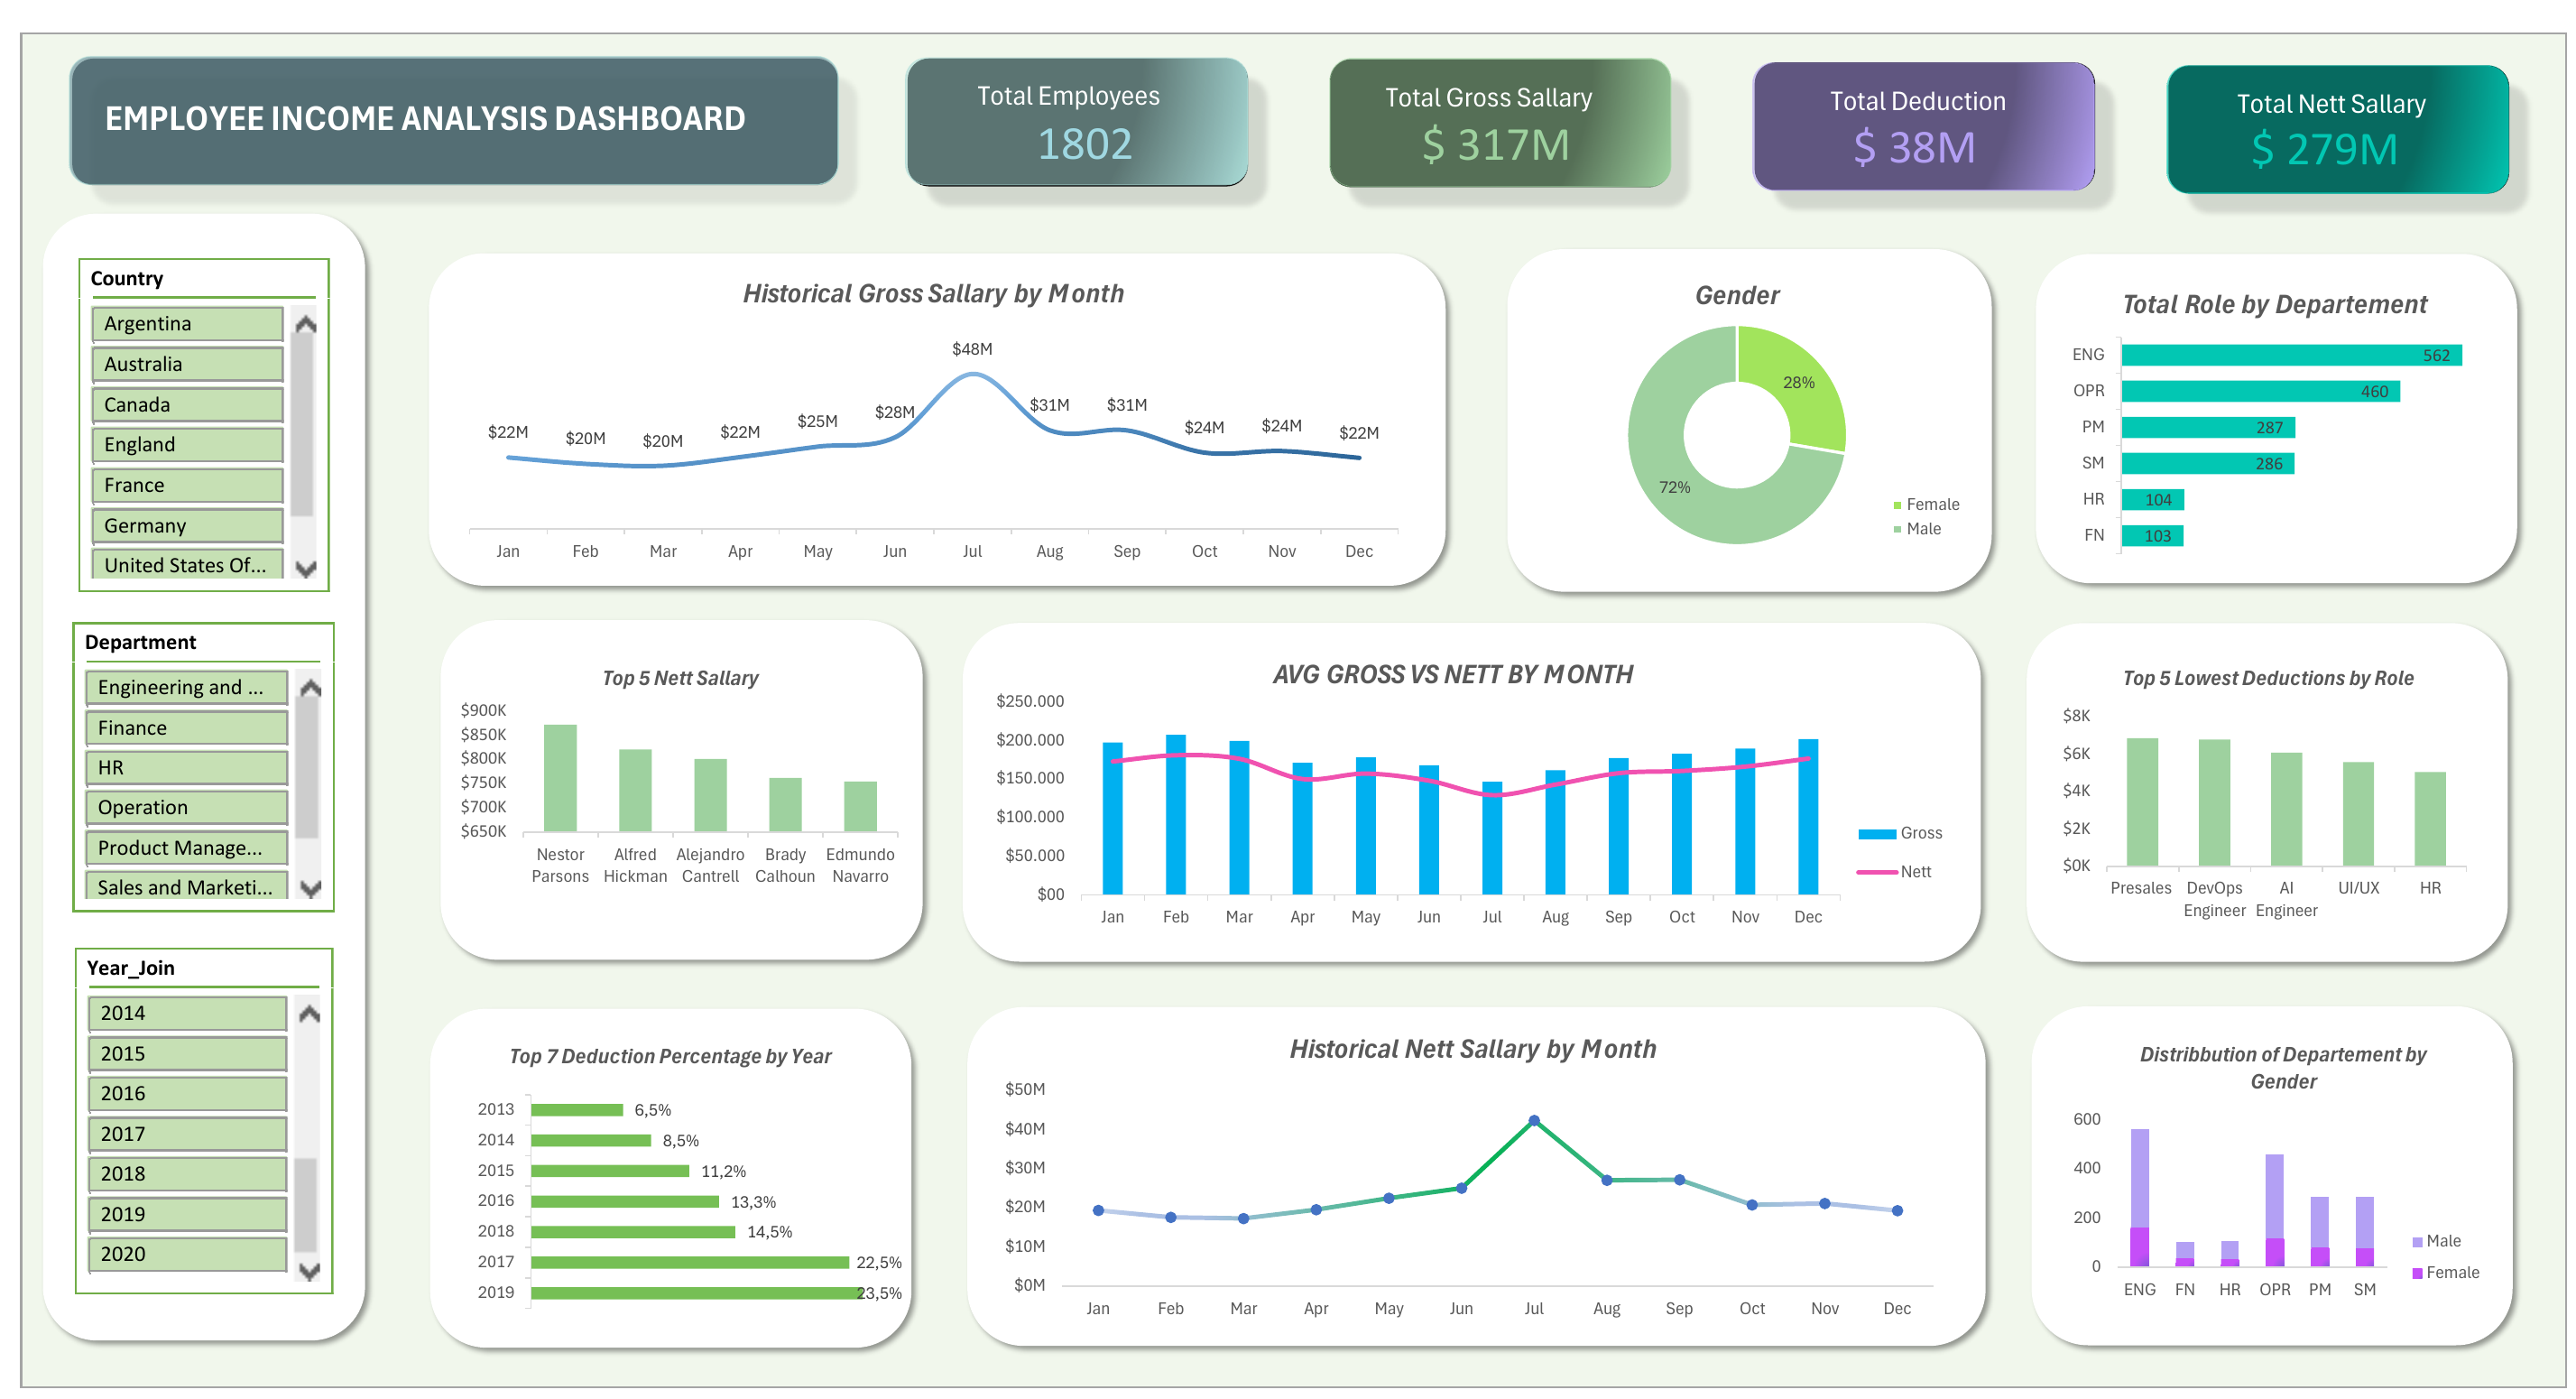 EMPLOYEE INCOME ANALYSIS DASHBOARD
Total Employees
1802
Total Gross Sallary
$ 317M
Total Deduction
$ 38M
Total Nett Sallary
$ 279M
Country
Argentina
Australia
Canada
England
France
Germany
United States Of...
Department
Engineering and ...
Finance
HR
Operation
Product Manage...
Sales and Marketi...
Year_Join
2014
2015
2016
2017
2018
2019
2020
Historical Gross Sallary by Month
$22M $20M $20M $22M $25M $28M $48M $31M $31M $24M $24M $22M
Jan Feb Mar Apr May Jun Jul Aug Sep Oct Nov Dec
Gender
28%
72%
Female
Male
Total Role by Departement
ENG 562
OPR 460
PM 287
SM 286
HR 104
FN 103
Top 5 Nett Sallary
$900K
$850K
$800K
$750K
$700K
$650K
Nestor Alfred Alejandro Brady Edmundo
Parsons Hickman Cantrell Calhoun Navarro
AVG GROSS VS NETT BY MONTH
$250.000
$200.000
$150.000
$100.000
$50.000
$00
Jan Feb Mar Apr May Jun Jul Aug Sep Oct Nov Dec
Gross
Nett
Top 5 Lowest Deductions by Role
$8K
$6K
$4K
$2K
$0K
Presales DevOps AI UI/UX HR
Engineer Engineer
Top 7 Deduction Percentage by Year
2013 6,5%
2014 8,5%
2015 11,2%
2016 13,3%
2018 14,5%
2017 22,5%
2019 23,5%
Historical Nett Sallary by Month
$50M
$40M
$30M
$20M
$10M
$0M
Jan Feb Mar Apr May Jun Jul Aug Sep Oct Nov Dec
Distribbution of Departement by
Gender
600
400
200
0
ENG FN HR OPR PM SM
Male
Female